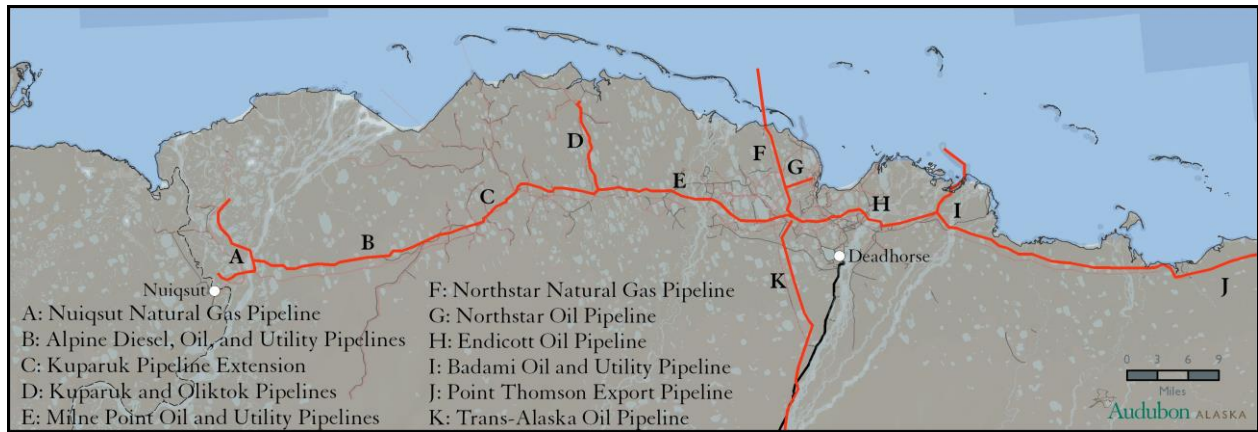 D
F
G
E
C
H
I
B
A
Deadhorse
K
J
Nuiqsut
A: Nuiqsut Natural Gas Pipeline
B: Alpine Diesel, Oil, and Utility Pipelines
C: Kuparuk Pipeline Extension
D: Kuparuk and Oliktok Pipelines
E: Milne Point Oil and Utility Pipelines
F: Northstar Natural Gas Pipeline
G: Northstar Oil Pipeline
H: Endicott Oil Pipeline
I: Badami Oil and Utility Pipeline
J: Point Thomson Export Pipeline
K: Trans-Alaska Oil Pipeline
0 3 6 9
Miles
Audubon ALASKA